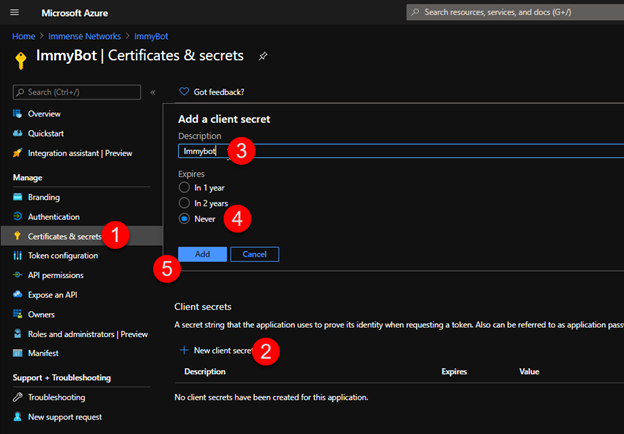 Microsoft Azure
Search resources, services, and docs (G+/)
Home > Immense Networks > ImmyBot
ImmyBot | Certificates & secrets
Search (Ctrl+/)
«
Got feedback?
Overview
Quickstart
Integration assistant | Preview
Manage
Branding
Authentication
Certificates & secrets
1
Token configuration
API permissions
Expose an API
Owners
Roles and administrators | Preview
Manifest
Support + Troubleshooting
Troubleshooting
New support request
Add a client secret
Description
Immybot
3
Expires
In 1 year
In 2 years
Never
4
Add
Cancel
5
Client secrets
A secret string that the application uses to prove its identity when requesting a token. Also can be referred to as application
New client secret
2
Description Expires Value
No client secrets have been created for this application.